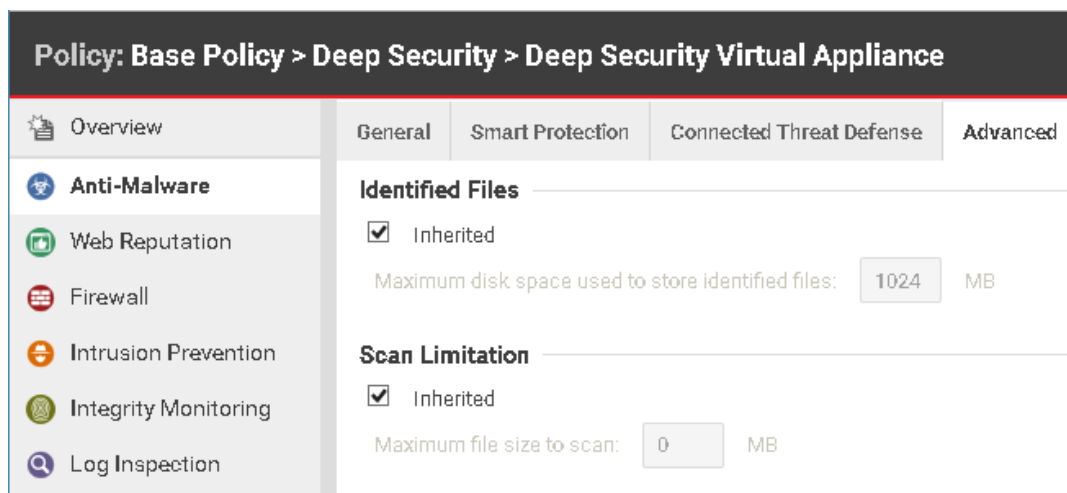 Policy: Base Policy > Deep Security > Deep Security Virtual Appliance
Overview
Anti-Malware
Web Reputation
Firewall
Intrusion Prevention
Integrity Monitoring
Log Inspection
General Smart Protection Connected Threat Defense Advanced
Identified Files
Inherited
Maximum disk space used to store identified files: 1024 MB
Scan Limitation
Inherited
Maximum file size to scan: 0 MB